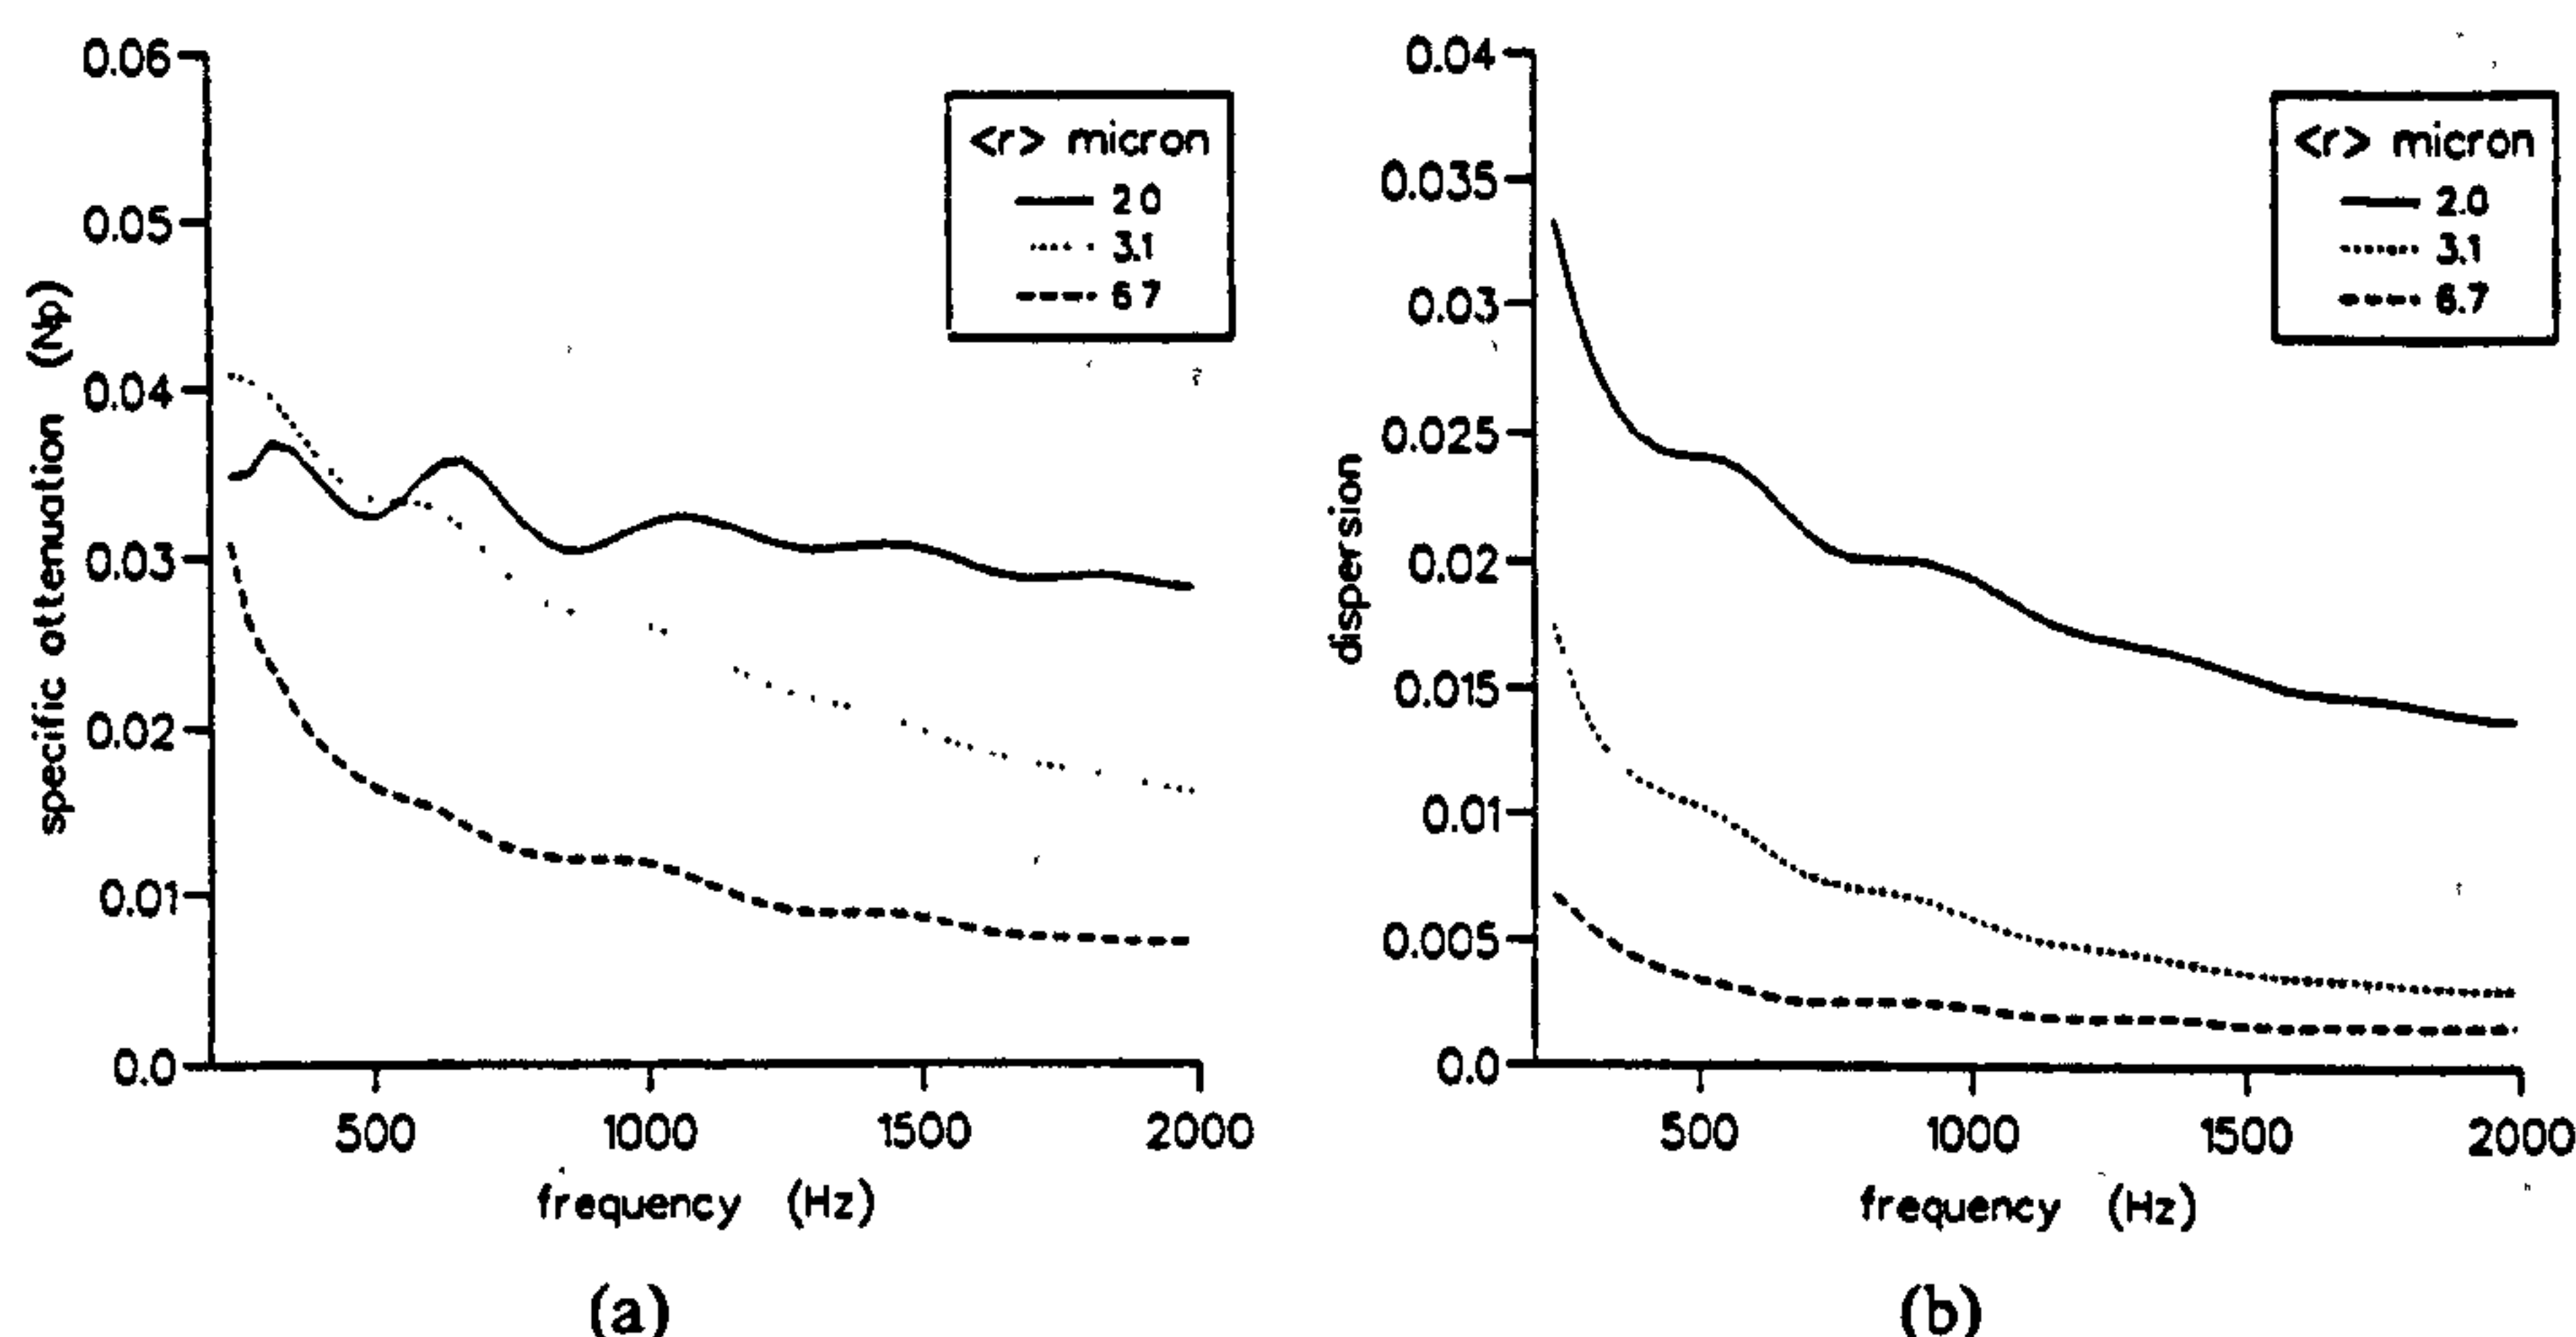 0.06
0.05
0.04
0.03
0.02
0.01
0.0
specific attenuation (Np)
<r> micron
2 0
3.1
6 7
500 1000 1500 2000
frequency (Hz)
(a)
0.04
0.035
0.03
0.025
0.02
0.015
0.01
0.005
0.0
dispersion
<r> micron
2.0
3.1
6.7
500 1000 1500 2000
frequency (Hz)
(b)